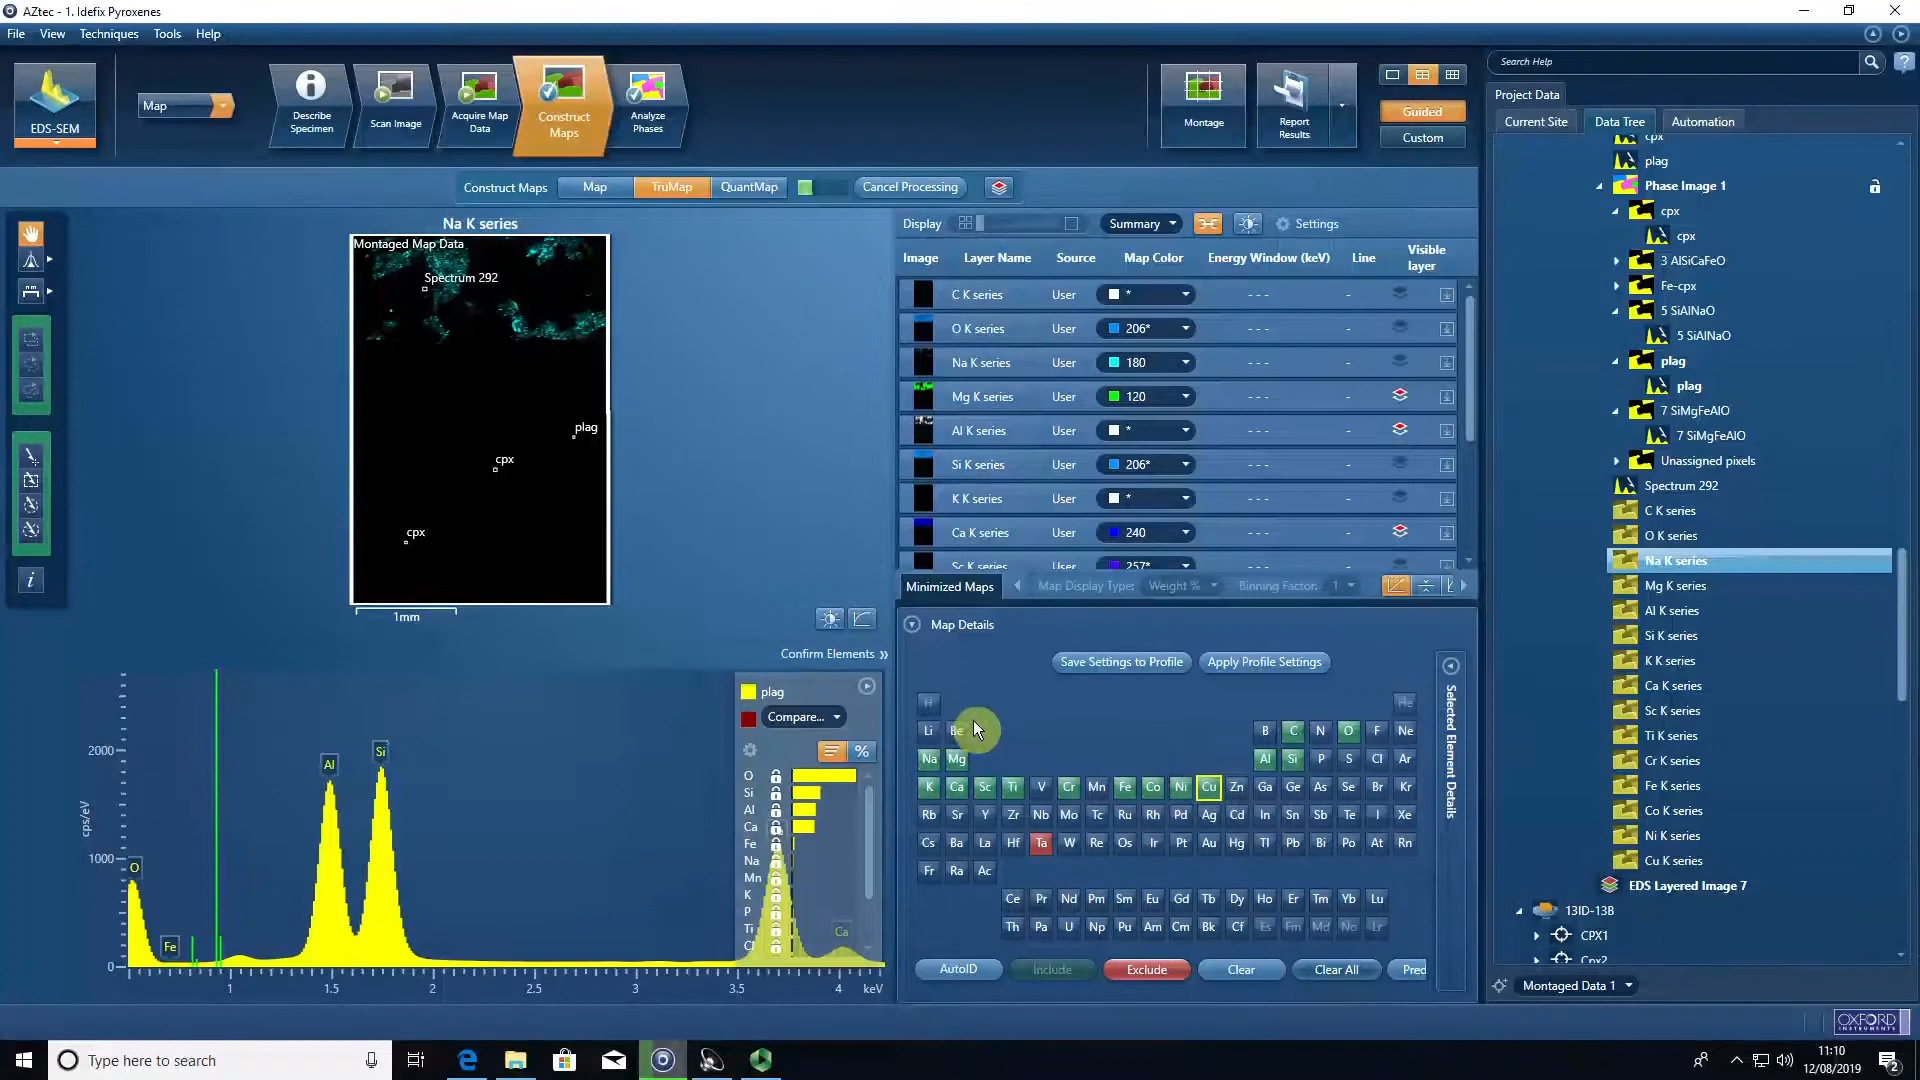 AZtec - 1. Idefix Pyroxenes
File View Techniques Tools Help
EDS-SEM
Map
Describe Specimen
Scan Image
Acquire Map Data
Construct Maps
Analyze Phases
Montage
Report Results
Guided
Custom
Search Help
Project Data
Current Site Data Tree Automation
Construct Maps Map TruMap QuantMap Cancel Processing
Na K series
Montaged Map Data
Spectrum 292
plag
cpx
cpx
1mm
Confirm Elements »
Display Summary Settings
Image Layer Name Source Map Color Energy Window (keV) Line Visible layer
C K series User * - - - -
O K series User 206* - - - -
Na K series User 180 - - - -
Mg K series User 120 - - - -
Al K series User * - - - -
Si K series User 206* - - - -
K K series User * - - - -
Ca K series User 240 - - - -
Sc K series User 257* - - - -
Minimized Maps Map Display Type: Weight % Binning Factor: 1
Map Details
Save Settings to Profile Apply Profile Settings
Selected Element Details
H He
Li Be B C N O F Ne
Na Mg Al Si P S Cl Ar
K Ca Sc Ti V Cr Mn Fe Co Ni Cu Zn Ga Ge As Se Br Kr
Rb Sr Y Zr Nb Mo Tc Ru Rh Pd Ag Cd In Sn Sb Te I Xe
Cs Ba La Hf Ta W Re Os Ir Pt Au Hg Tl Pb Bi Po At Rn
Fr Ra Ac
Ce Pr Nd Pm Sm Eu Gd Tb Dy Ho Er Tm Yb Lu
Th Pa U Np Pu Am Cm Bk Cf Es Fm Md No Lr
AutoID Include Exclude Clear Clear All Pred
cps/eV
2000
1000
0
O
Fe
Al
Si
Ca
1 1.5 2 2.5 3 3.5 4 keV
plag
Compare...
%
O
Si
Al
Ca
Fe
Na
Mn
K
P
Ti
Cl
cpx
plag
Phase Image 1
cpx
cpx
3 AlSiCaFeO
Fe-cpx
5 SiAlNaO
5 SiAlNaO
plag
plag
7 SiMgFeAlO
7 SiMgFeAlO
Unassigned pixels
Spectrum 292
C K series
O K series
Na K series
Mg K series
Al K series
Si K series
K K series
Ca K series
Sc K series
Ti K series
Cr K series
Fe K series
Co K series
Ni K series
Cu K series
EDS Layered Image 7
13ID-13B
CPX1
Cpx2
Montaged Data 1
OXFORD
INSTRUMENTS
Type here to search
11:10
12/08/2019
2